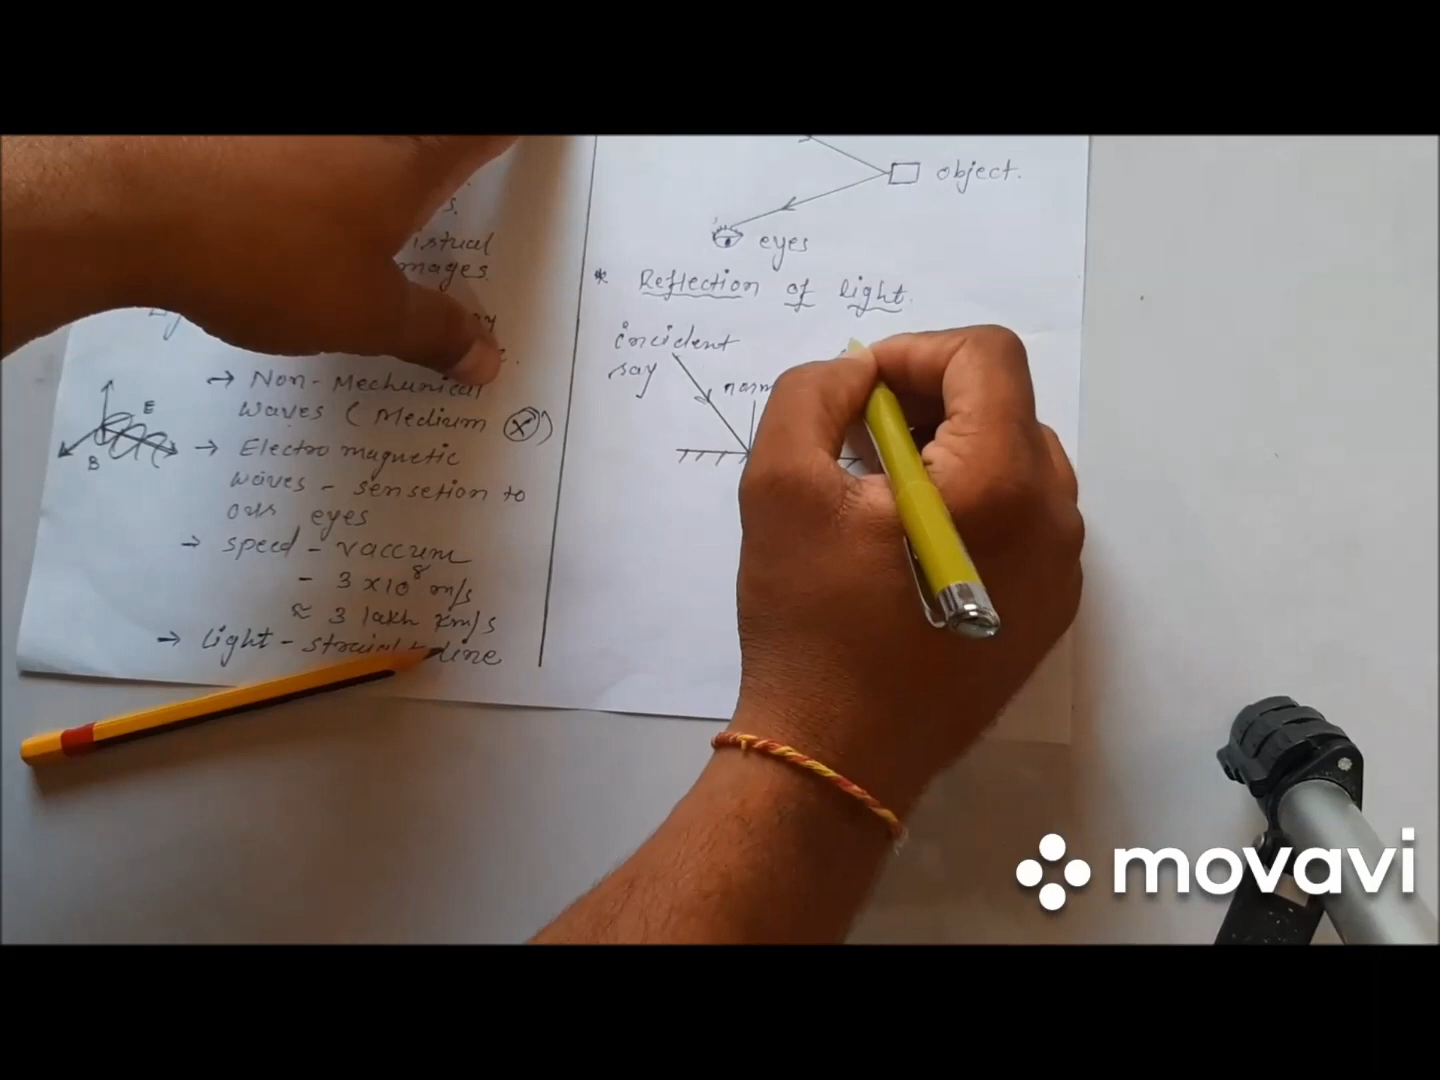 istual
mages.
→ Non-Mechanical
waves (Medium X)
E
B
→ Electro magnetic
waves - sensetion to
our eyes
→ speed - vaccum
- 3 x10⁸ m/s
≈ 3 lakh km/s
→ light - straight line
object.
eyes
* Reflection of light.
incident
ray
norm
movavi